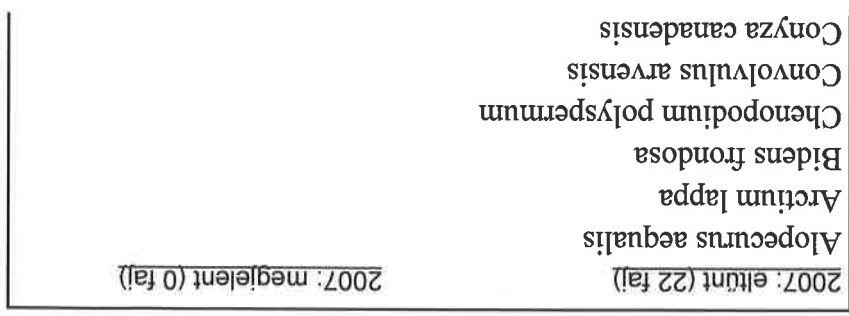 2007: eltűnt (22 faj) 2007: megjelent (0 faj)
Alopecurus aequalis
Arctium lappa
Bidens frondosa
Chenopodium polyspermum
Convolvulus arvensis
Conyza canadensis